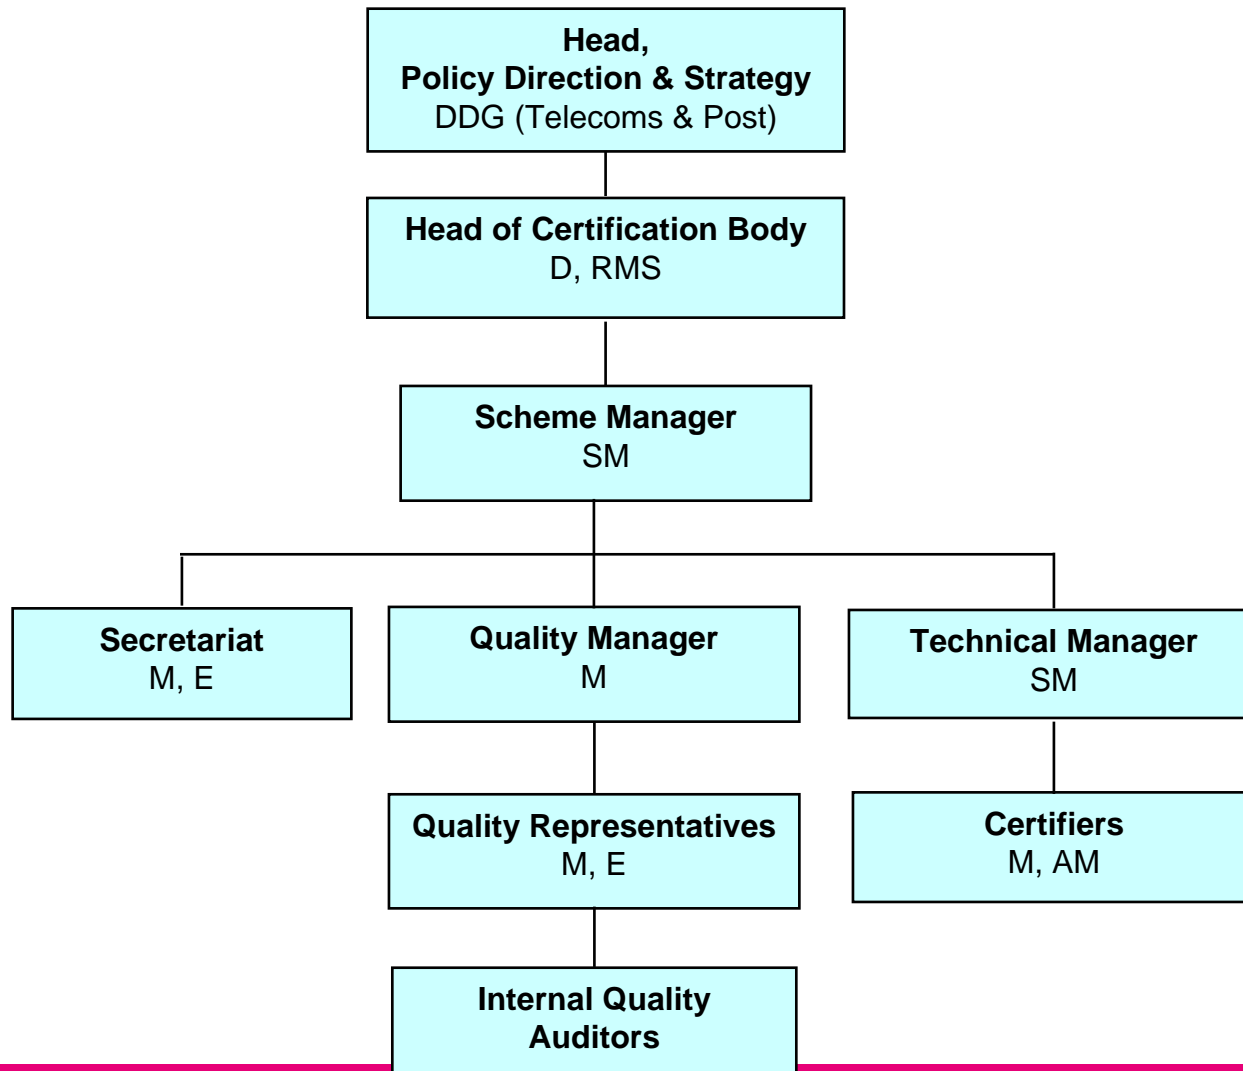 Head,
Policy Direction & Strategy
DDG (Telecoms & Post)
Head of Certification Body
D, RMS
Scheme Manager
SM
Secretariat
M, E
Quality Manager
M
Technical Manager
SM
Quality Representatives
M, E
Certifiers
M, AM
Internal Quality
Auditors